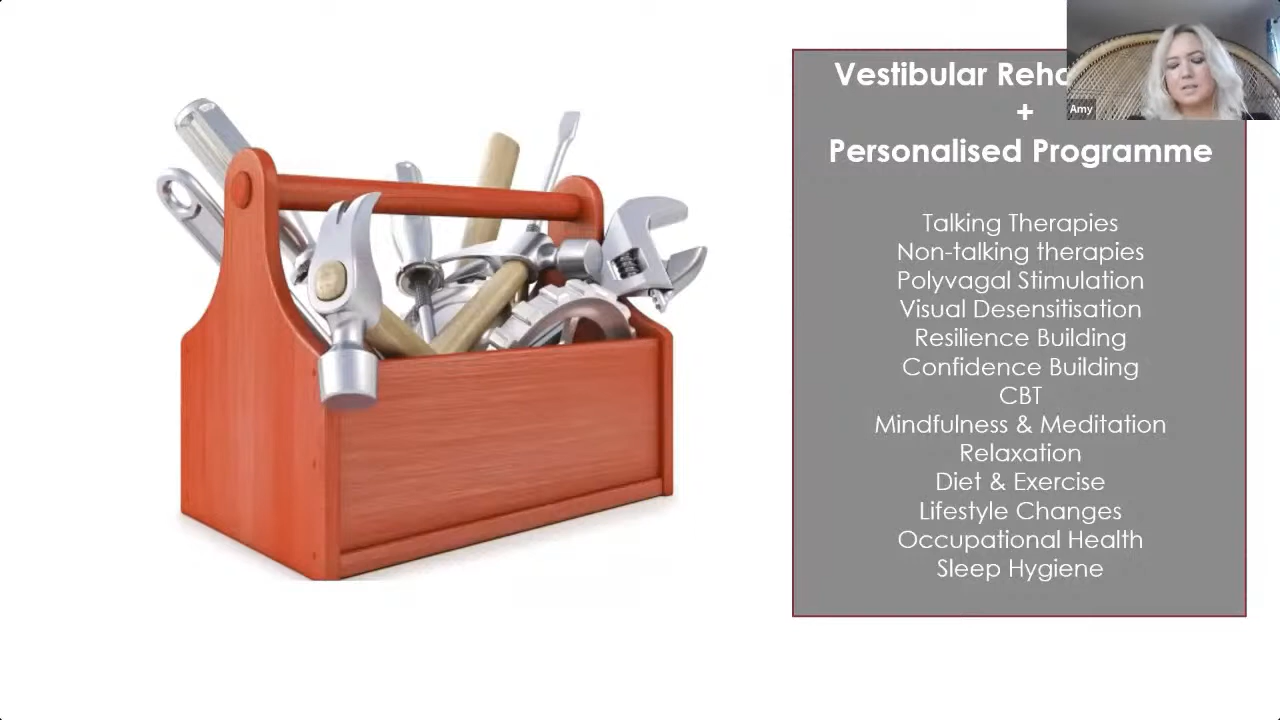 Vestibular
Amy
+
Personalised Programme
Talking Therapies
Non-talking therapies
Polyvagal Stimulation
Visual Desensitisation
Resilience Building
Confidence Building
CBT
Mindfulness & Meditation
Relaxation
Diet & Exercise
Lifestyle Changes
Occupational Health
Sleep Hygiene